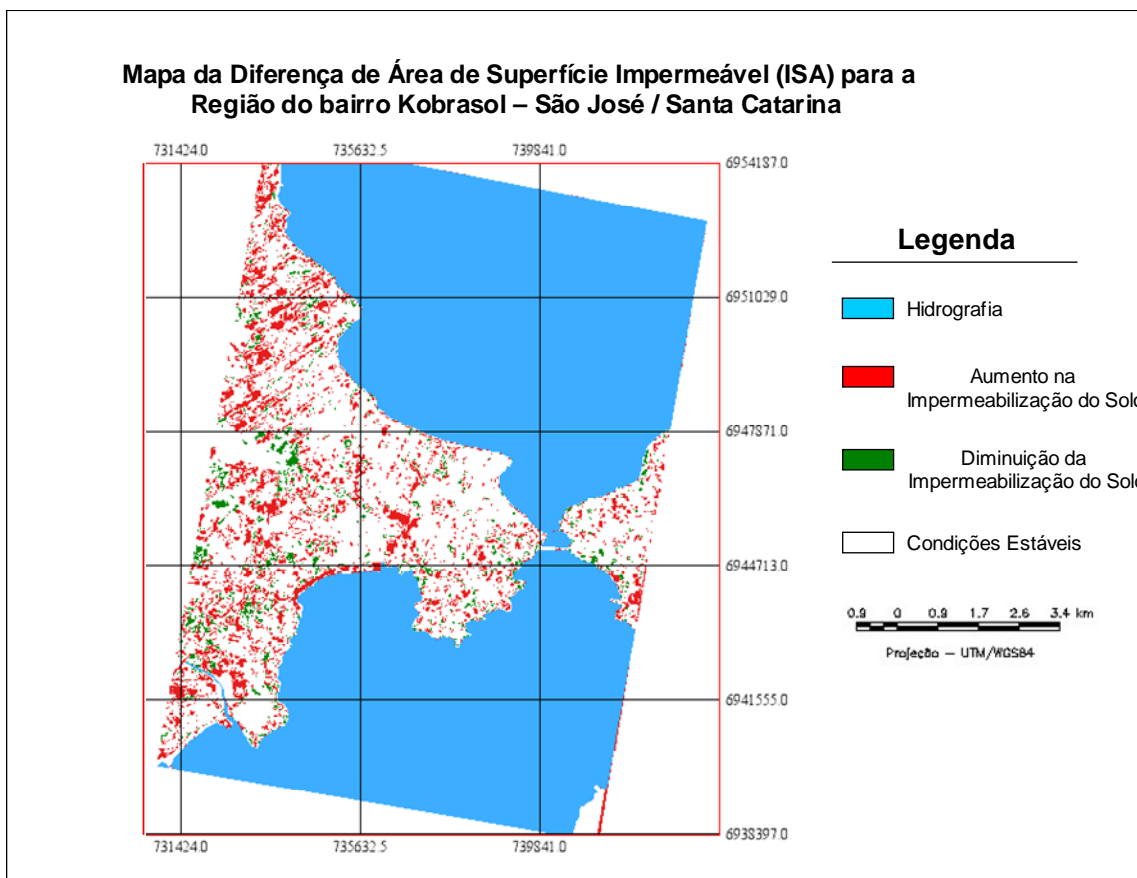 Mapa da Diferença de Área de Superfície Impermeável (ISA) para a
Região do bairro Kobrasol – São José / Santa Catarina
731424.0 735632.5 739841.0
6954187.0
6951039.0
6947871.0
6944713.0
6941555.0
6938397.0
731424.0 735632.5 739841.0
Legenda
Hidrografia
Aumento na
Impermeabilização do Solo
Diminuição da
Impermeabilização do Solo
Condições Estáveis
0.9 0 0.9 1.7 2.6 3.4 km
Projeção – UTM/WGS84